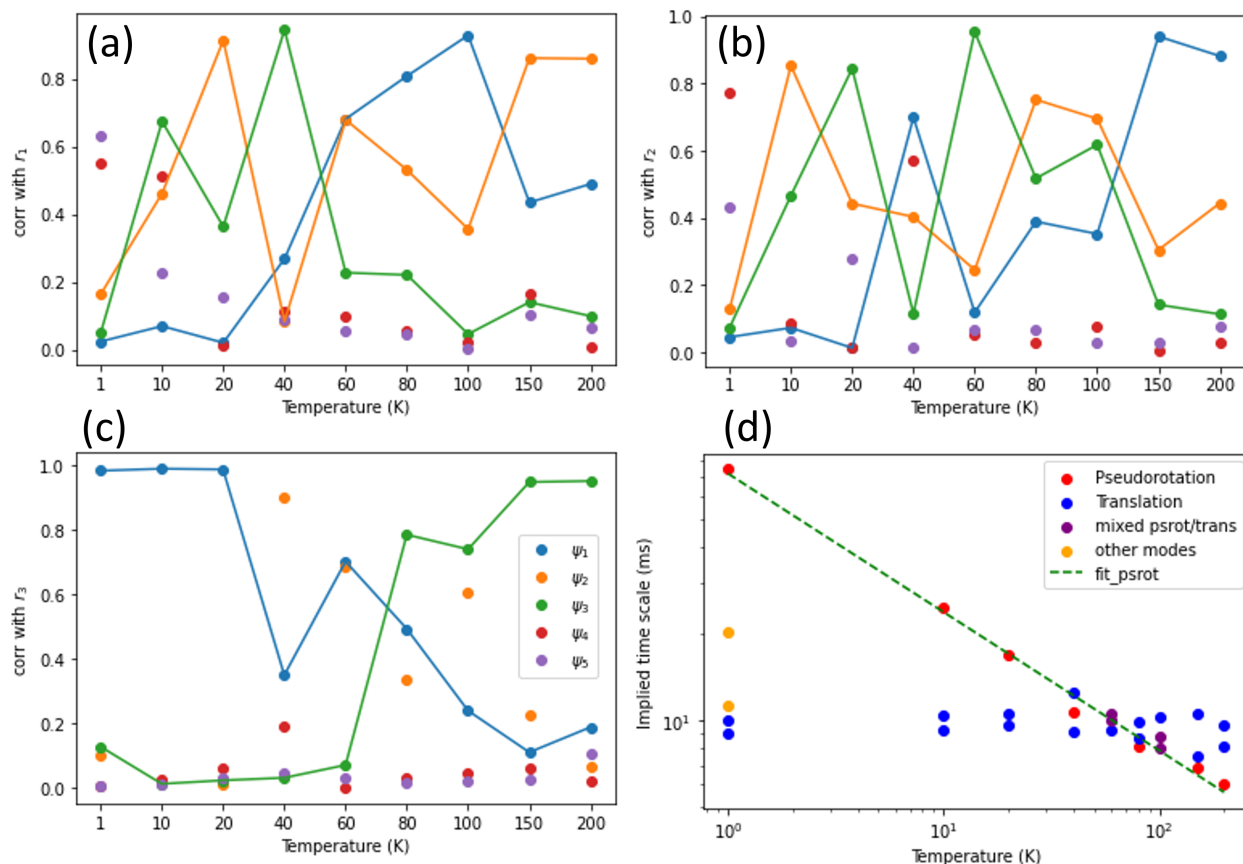 (a)
corr with r₁
0.8
0.6
0.4
0.2
0.0
1 10 20 40 60 80 100 150 200
Temperature (K)
(b)
corr with r₂
1.0
0.8
0.6
0.4
0.2
0.0
1 10 20 40 60 80 100 150 200
Temperature (K)
(c)
corr with r₃
1.0
0.8
0.6
0.4
0.2
0.0
ψ₁
ψ₂
ψ₃
ψ₄
ψ₅
1 10 20 40 60 80 100 150 200
Temperature (K)
(d)
Implied time scale (ms)
10¹
Pseudorotation
Translation
mixed psrot/trans
other modes
fit_psrot
10⁰ 10¹ 10²
Temperature (K)